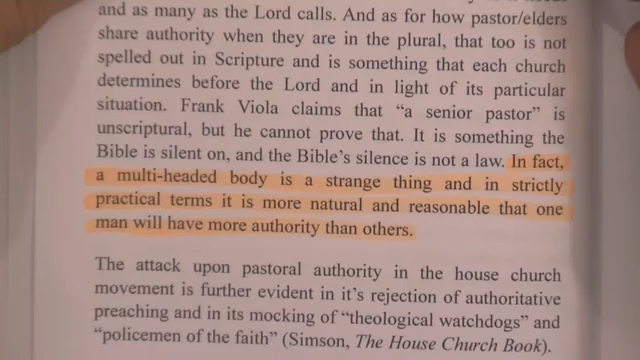 and as many as the Lord calls. And as for how pastor/elders
share authority when they are in the plural, that too is not
spelled out in Scripture and is something that each church
determines before the Lord and in light of its particular
situation. Frank Viola claims that “a senior pastor” is
unscriptural, but he cannot prove that. It is something the
Bible is silent on, and the Bible’s silence is not a law. In fact,
a multi-headed body is a strange thing and in strictly
practical terms it is more natural and reasonable that one
man will have more authority than others.
The attack upon pastoral authority in the house church
movement is further evident in it’s rejection of authoritative
preaching and in its mocking of “theological watchdogs” and
“policemen of the faith” (Simson, The House Church Book).